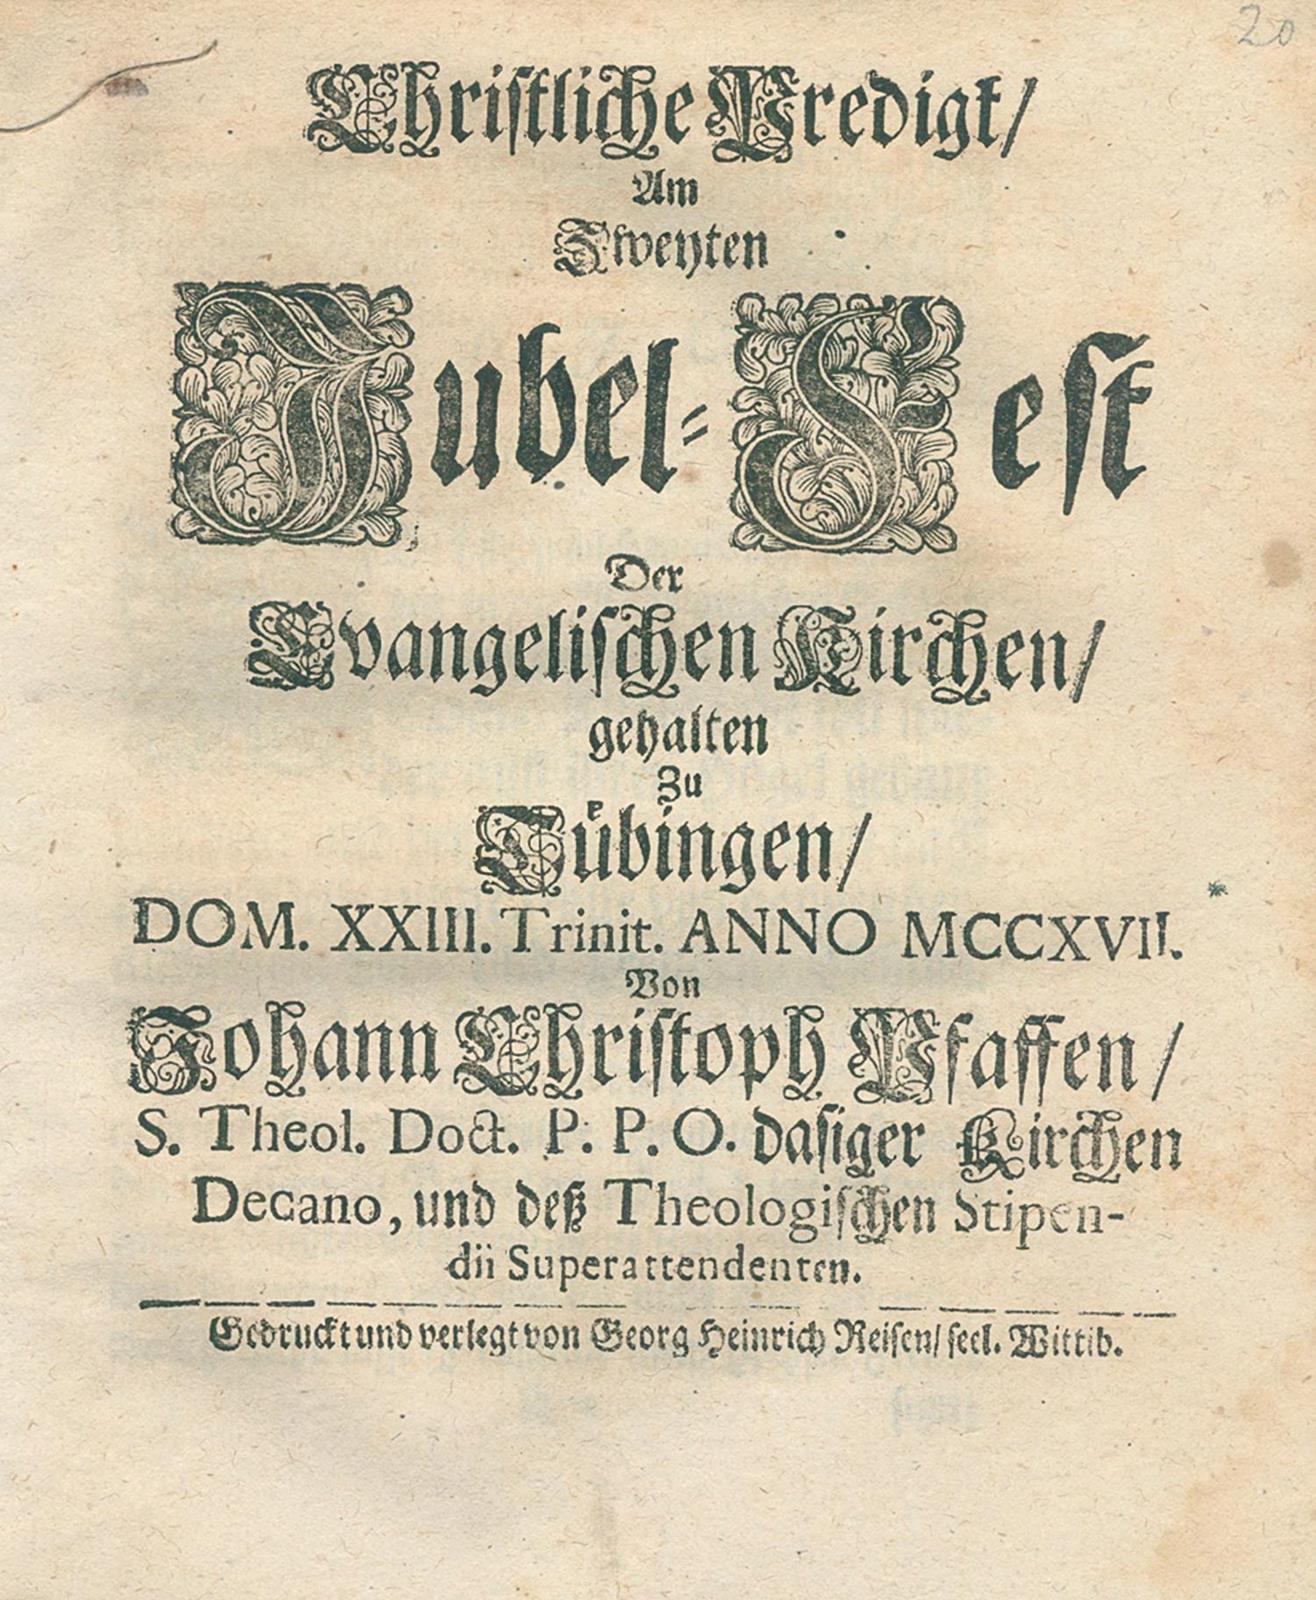 20
Chriſtliche Predigt/
Am
Zweyten
Jubel-Feſt
Der
Evangeliſchen Kirchen/
gehalten
Zu
Tübingen/
DOM. XXIII. Trinit. ANNO MCCXVII.
Von
Johann Chriſtoph Pfaffen/
S. Theol. Doct. P. P. O. daſiger Kirchen
Decano, und deß Theologiſchen Stipen-
dii Superattendenten.
Gedruckt und verlegt von Georg Heinrich Reiſen/ ſeel. Wittib.